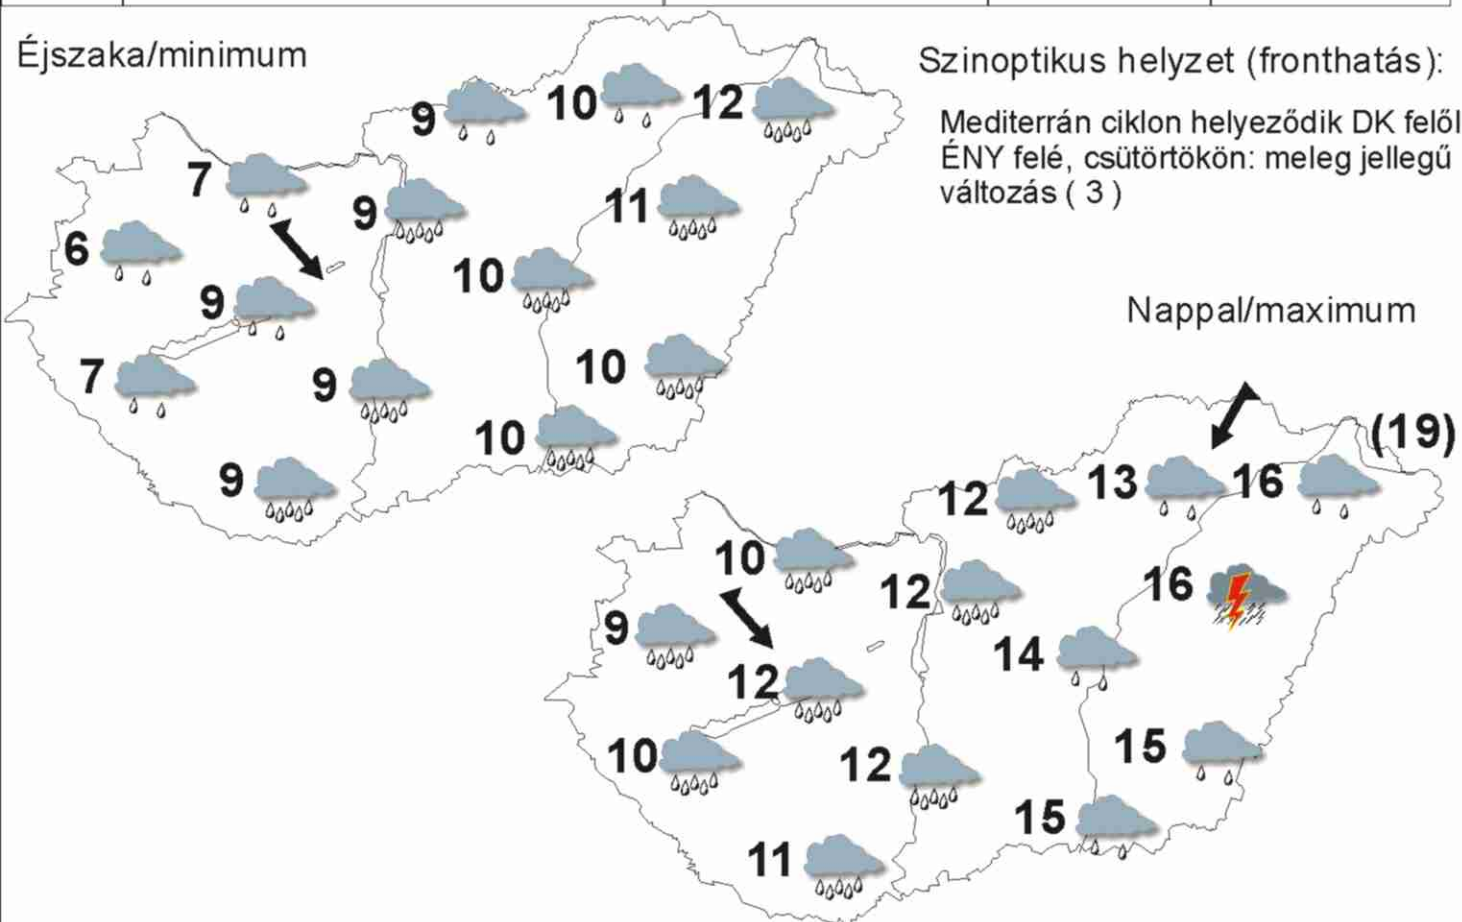 Éjszaka/minimum
Szinoptikus helyzet (fronthatás):
Mediterrán ciklon helyeződik DK felől
ÉNY felé, csütörtökön: meleg jellegű
változás ( 3 )
9 10 12
7 9 11
6 10
9
7 9 10
10
9
Nappal/maximum
(19)
12 13 16
10 12 16
9 14
12
10 12 15
15
11